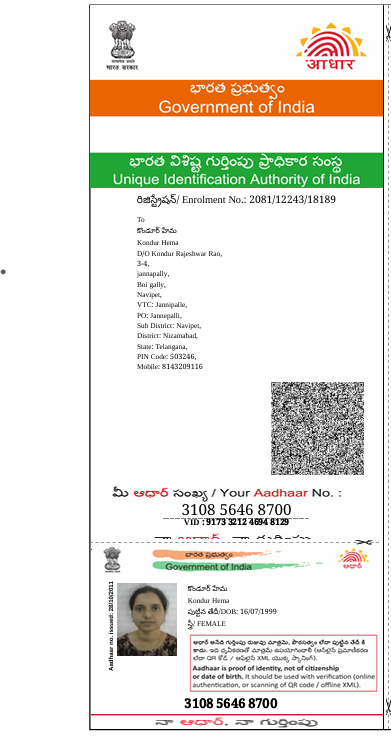 भारत सरकार
आधार
భారత ప్రభుత్వం
Government of India
భారత విశిష్ట గుర్తింపు ప్రాధికార సంస్థ
Unique Identification Authority of India
రిజిస్ట్రేషన్/ Enrolment No.: 2081/12243/18189
To
కొండూర్ హేమ
Kondur Hema
D/O Kondur Rajeshwar Rao,
3-4,
jannapally,
Boi gally,
Navipet,
VTC: Jannipalle,
PO: Jannepalli,
Sub District: Navipet,
District: Nizamabad,
State: Telangana,
PIN Code: 503246,
Mobile: 8143209116
మీ ఆధార్ సంఖ్య / Your Aadhaar No. :
3108 5646 8700
VID : 9173 3212 4694 8129
నా ఆధార్, నా గుర్తింపు
భారత ప్రభుత్వం
Government of India
ఆధార్
Aadhaar no. issued: 28/10/2011
కొండూర్ హేమ
Kondur Hema
పుట్టిన తేదీ/DOB: 16/07/1999
స్త్రీ/ FEMALE
ఆధార్ అనేది గుర్తింపు రుజువు మాత్రమే, పౌరసత్వం లేదా పుట్టిన తేదీ కి
కాదు. ఇది ధృవీకరణతో మాత్రమే ఉపయోగించాలి (ఆన్‌లైన్ ప్రమాణీకరణ
లేదా QR కోడ్ / ఆఫ్‌లైన్ XML యొక్క స్కానింగ్).
Aadhaar is proof of identity, not of citizenship
or date of birth. It should be used with verification (online
authentication, or scanning of QR code / offline XML).
3108 5646 8700
నా ఆధార్, నా గుర్తింపు